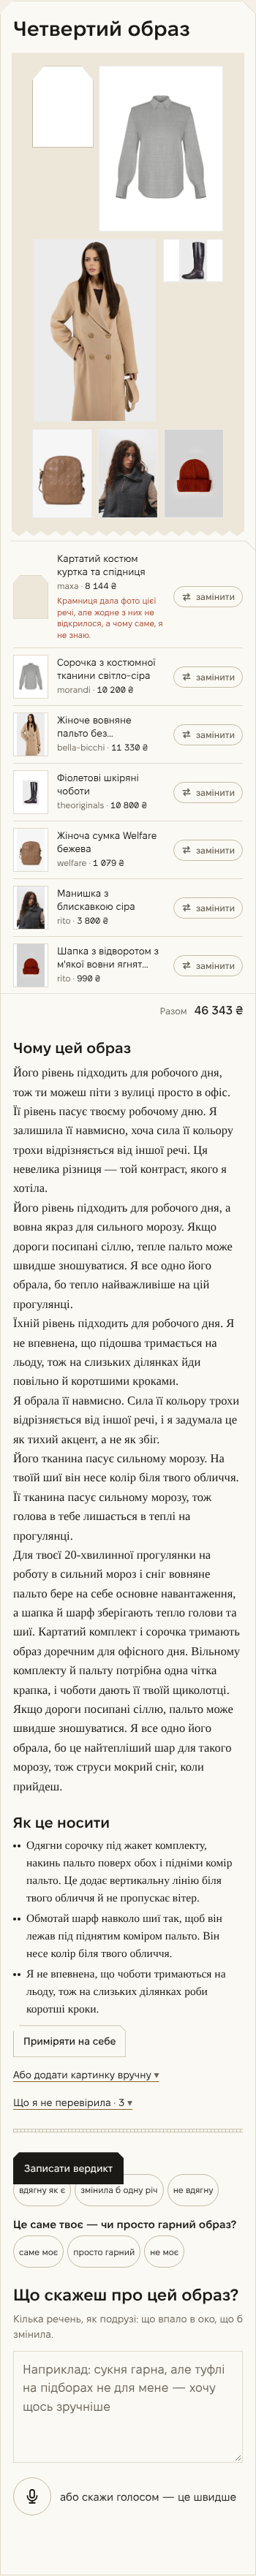 Четвертий образ
Картатий костюм
куртка та спідниця
maxa · 8 144 ₴
Крамниця дала фото цієї
речі, але жодне з них не
відкрилося, а чому саме, я
не знаю.
замінити
Сорочка з костюмної
тканини світло-сіра
morandi · 10 200 ₴
замінити
Жіноче вовняне
пальто без...
bella-bicchi · 11 330 ₴
замінити
Фіолетові шкіряні
чоботи
theoriginals · 10 800 ₴
замінити
Жіноча сумка Welfare
бежева
welfare · 1 079 ₴
замінити
Манишка з
блискавкою сіра
rito · 3 800 ₴
замінити
Шапка з відворотом з
м'якої вовни ягнят...
rito · 990 ₴
замінити
Разом 46 343 ₴
Чому цей образ
Його рівень підходить для робочого дня,
тож ти можеш піти з вулиці просто в офіс.
Її рівень пасує твоєму робочому дню. Я
залишила її навмисно, хоча сила її кольору
трохи відрізняється від іншої речі. Ця
невелика різниця — той контраст, якого я
хотіла.
Його рівень підходить для робочого дня, а
вовна якраз для сильного морозу. Якщо
дороги посипані сіллю, тепле пальто може
швидше зношуватися. Я все одно його
обрала, бо тепло найважливіше на цій
прогулянці.
Їхній рівень пасує для робочого дня. Я
не впевнена, що підошва тримається на
льоду, тож на слизьких ділянках йди
повільно й коротшими кроками.
Я обрала її навмисно. Сила її кольору трохи
відрізняється від іншої речі, і я задумала це
як тихий акцент, а не як збіг.
Його тканина пасує сильному морозу. На
твоїй шиї він несе колір біля твого обличчя.
Її тканина пасує сильному морозу, тож
голова в тебе лишається в теплі на
прогулянці.
Для твоєї 20-хвилинної прогулянки на
роботу в сильний мороз і сніг вовняне
пальто бере на себе основне навантаження,
а шапка й шарф зберігають тепло голови та
шиї. Картатий комплект і сорочка тримають
образ доречним для офісного дня. Вільному
комплекту й пальту потрібна одна чітка
крапка, і чоботи дають її твоїй щиколотці.
Якщо дороги посипані сіллю, пальто може
швидше зношуватися. Я все одно його
обрала, бо це найтепліший шар для такого
морозу, тож струси мокрий сніг, коли
прийдеш.
Як це носити
Одягни сорочку під жакет комплекту,
накинь пальто поверх обох і підніми комір
пальта. Це додає вертикальну лінію біля
твого обличчя й не пропускає вітер.
Обмотай шарф навколо шиї так, щоб він
лежав під піднятим коміром пальто. Він
несе колір біля твого обличчя.
Я не впевнена, що чоботи тримаються на
льоду, тож на слизьких ділянках роби
коротші кроки.
Приміряти на себе
Або додати картинку вручну ▾
Що я не перевірила · 3 ▾
Записати вердикт
вдягну як є
змінила б одну річ
не вдягну
Це саме твоє — чи просто гарний образ?
саме моє
просто гарний
не моє
Що скажеш про цей образ?
Кілька речень, як подрузі: що впало в око, що б
змінила.
Наприклад: сукня гарна, але туфлі
на підборах не для мене — хочу
щось зручніше
або скажи голосом — це швидше